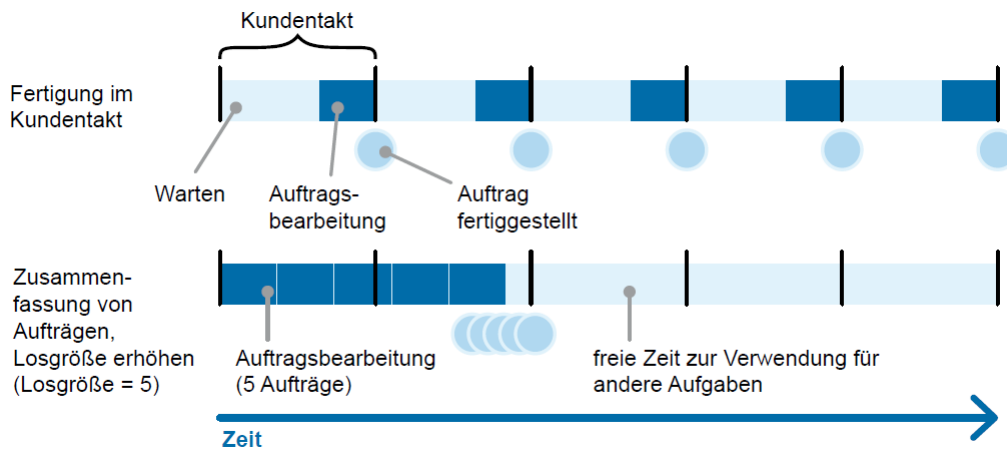 Kundentakt
Fertigung im
Kundentakt
Warten
Auftrags-
bearbeitung
Auftrag
fertiggestellt
Zusammen-
fassung von
Aufträgen,
Losgröße erhöhen
(Losgröße = 5)
Auftragsbearbeitung
(5 Aufträge)
freie Zeit zur Verwendung für
andere Aufgaben
Zeit